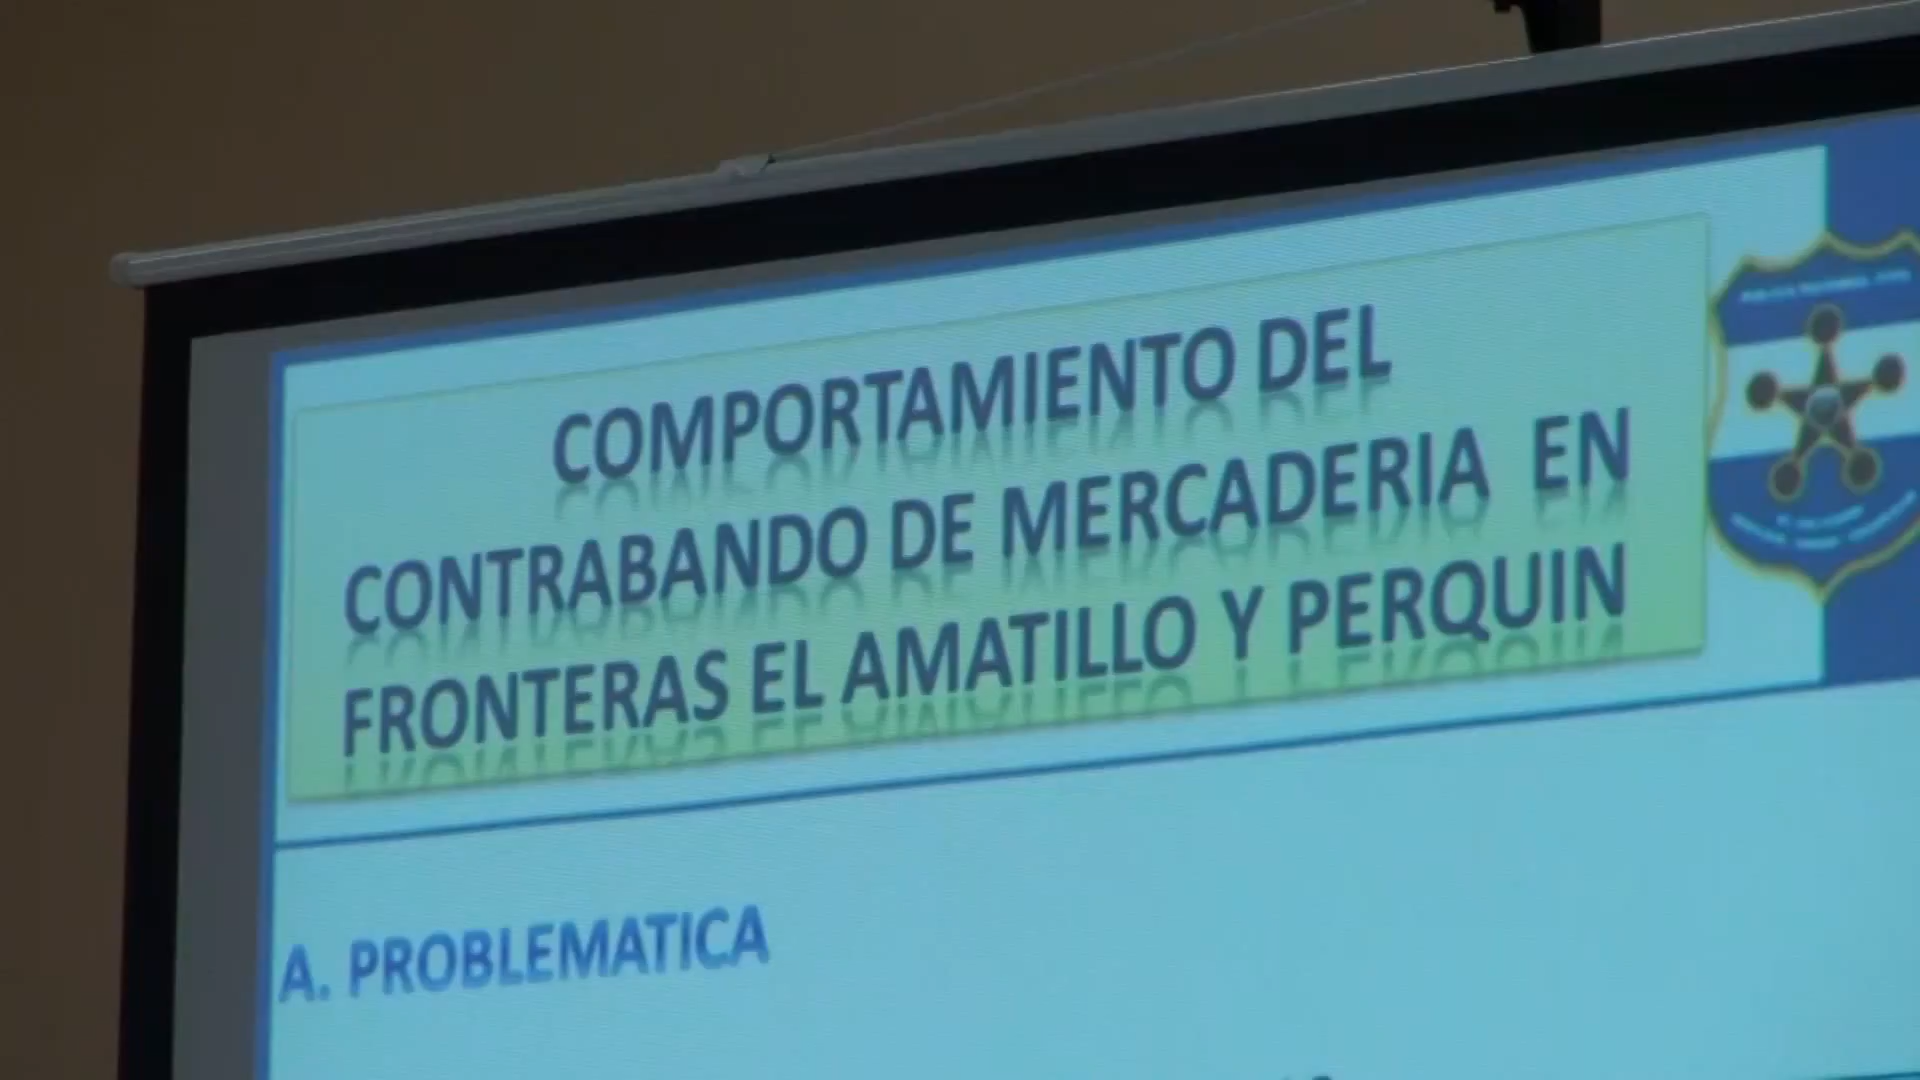 COMPORTAMIENTO DEL
CONTRABANDO DE MERCADERIA EN
FRONTERAS EL AMATILLO Y PERQUIN
A. PROBLEMATICA